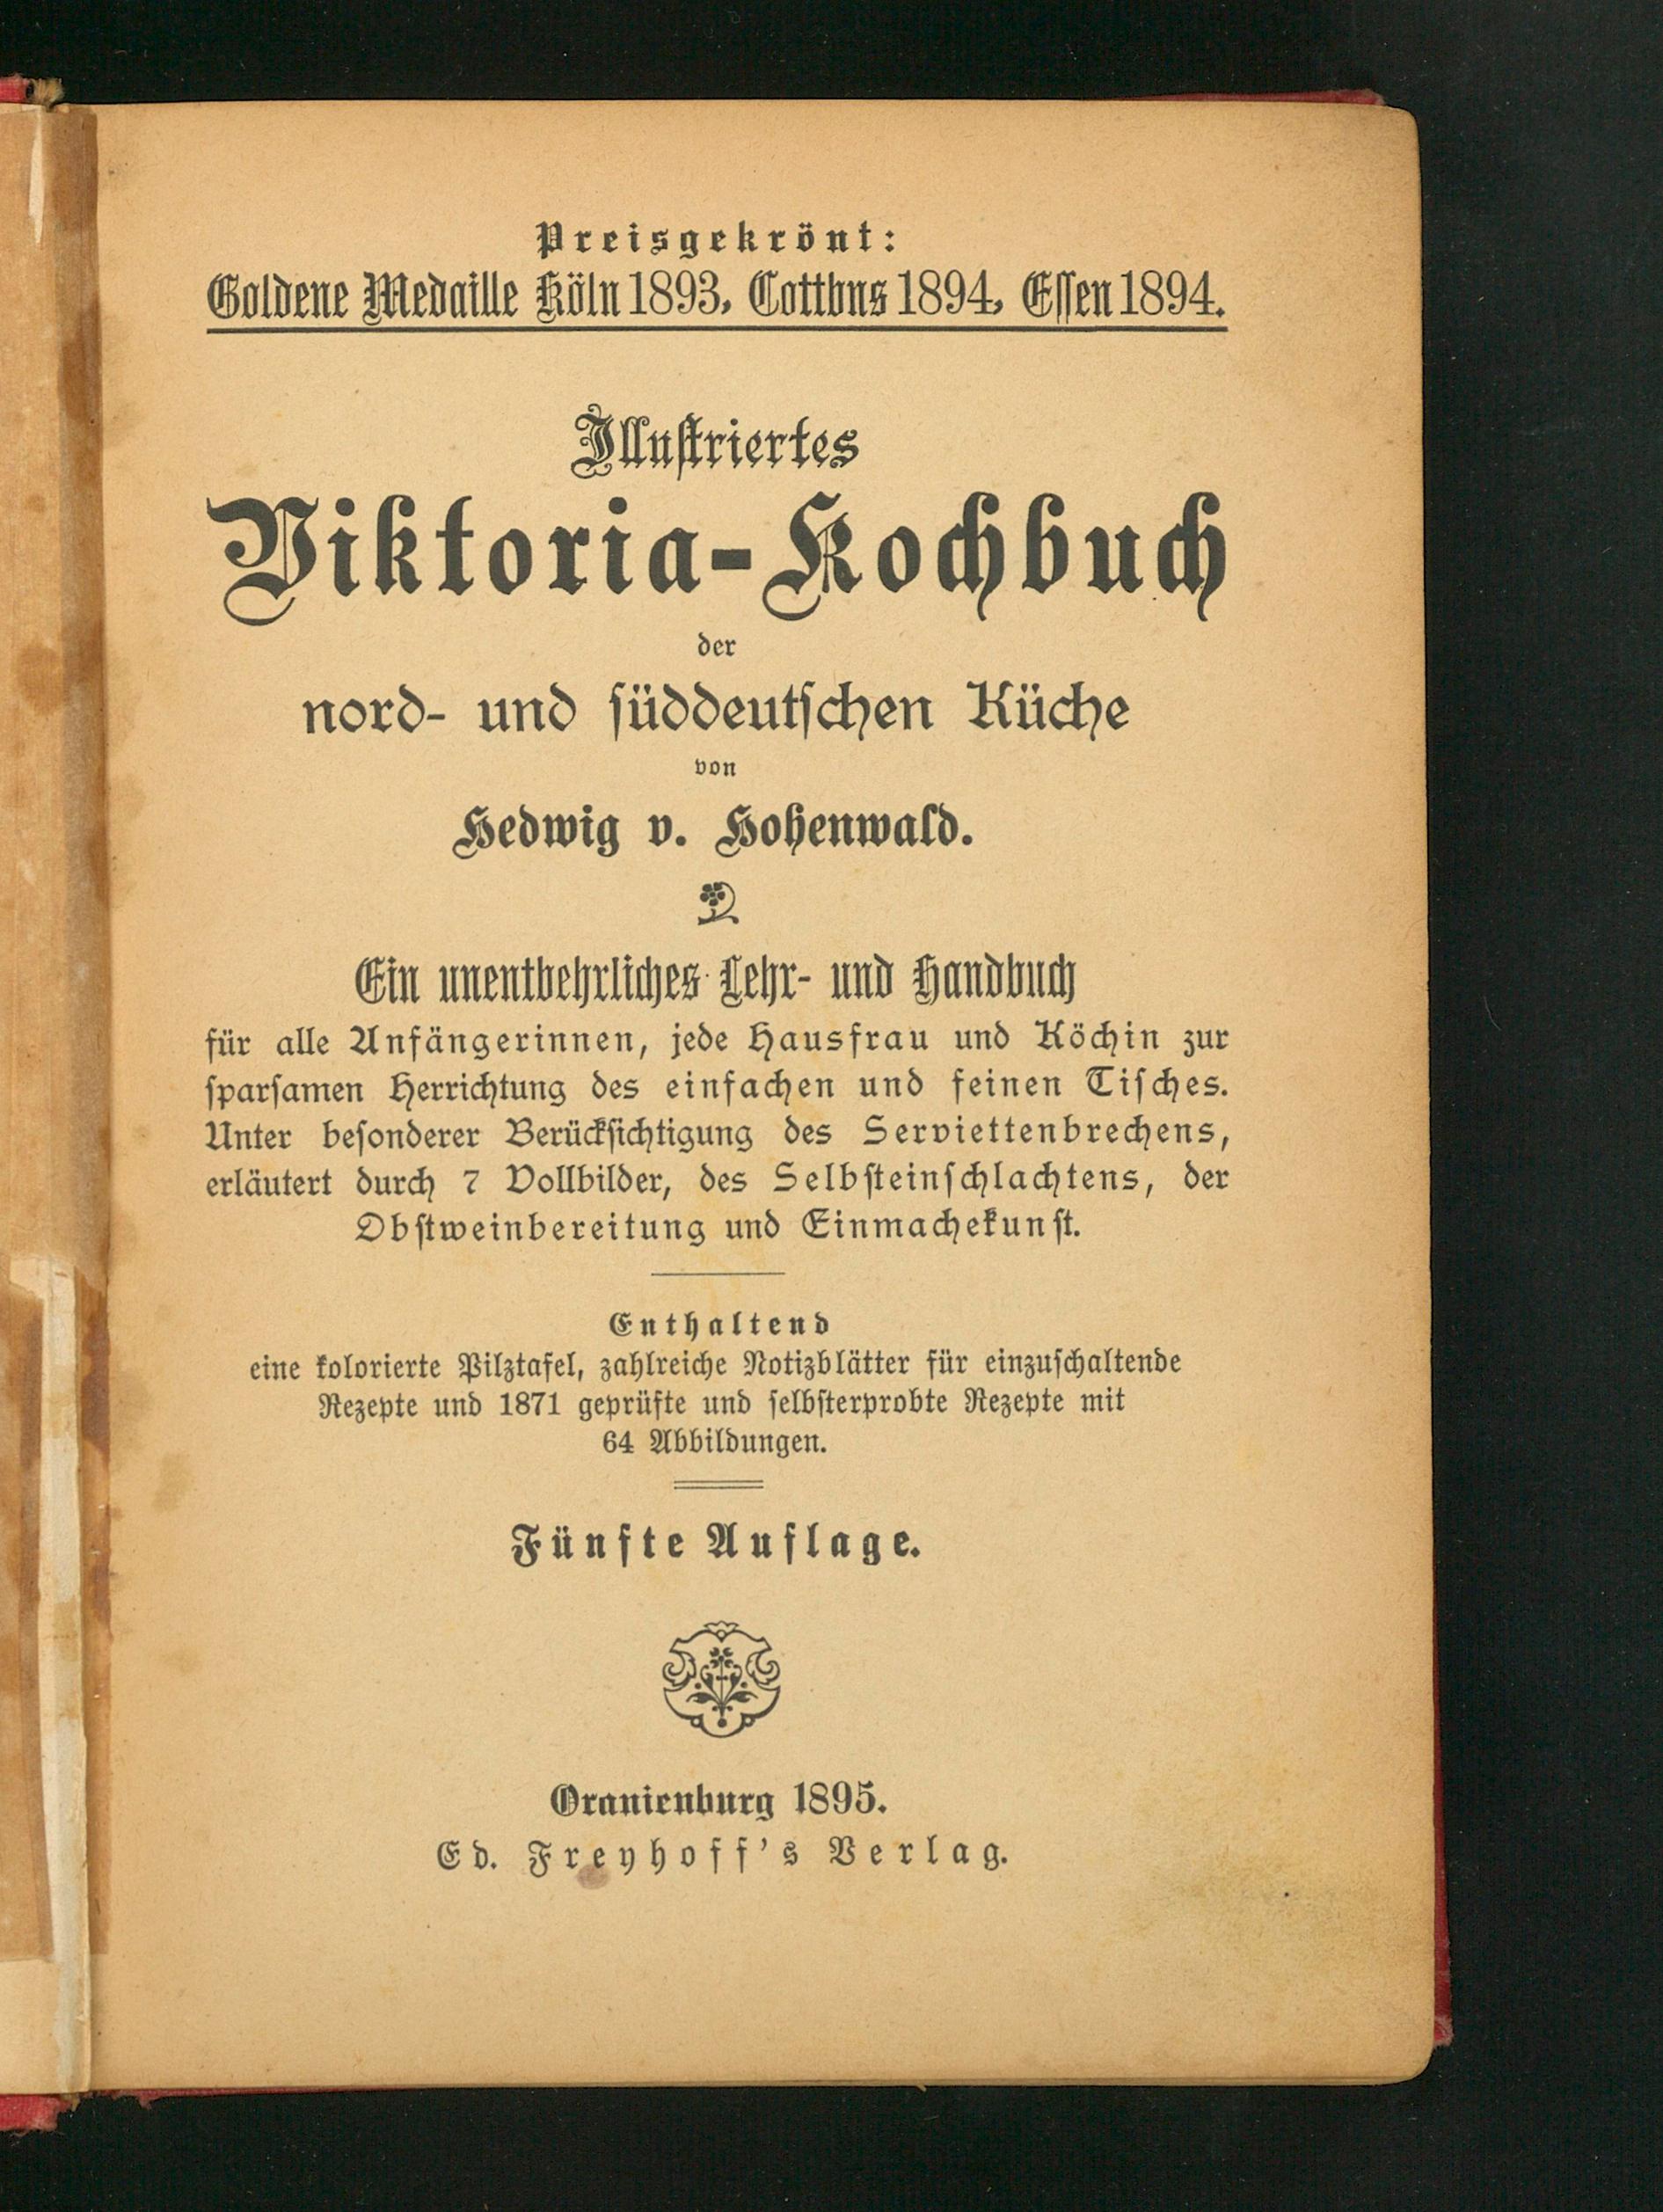 Preisgekrönt:
Goldene Medaille Köln 1893, Cottbus 1894, Essen 1894.
Illustriertes
Viktoria-Kochbuch
der
nord- und süddeutschen Küche
von
Hedwig v. Hohenwald.
Ein unentbehrliches Lehr- und Handbuch
für alle Anfängerinnen, jede Hausfrau und Köchin zur
sparsamen Herrichtung des einfachen und feinen Tisches.
Unter besonderer Berücksichtigung des Serviettenbrechens,
erläutert durch 7 Vollbilder, des Selbsteinschlachtens, der
Obstweinbereitung und Einmachekunst.
Enthaltend
eine kolorierte Pilztafel, zahlreiche Notizblätter für einzuschaltende
Rezepte und 1871 geprüfte und selbsterprobte Rezepte mit
64 Abbildungen.
Fünfte Auflage.
Oranienburg 1895.
Ed. Freyhoff's Verlag.